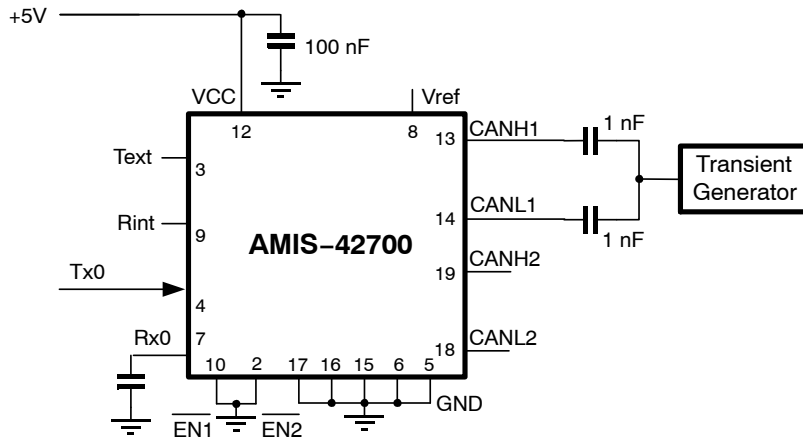 +5V
100 nF
VCC
Vref
12
8
13
CANH1
1 nF
Text
3
Transient
Generator
14
CANL1
Rint
9
AMIS−42700
1 nF
19
CANH2
Tx0
4
Rx0
7
18
CANL2
10
2
17
16
15
6
5
EN1
EN2
GND